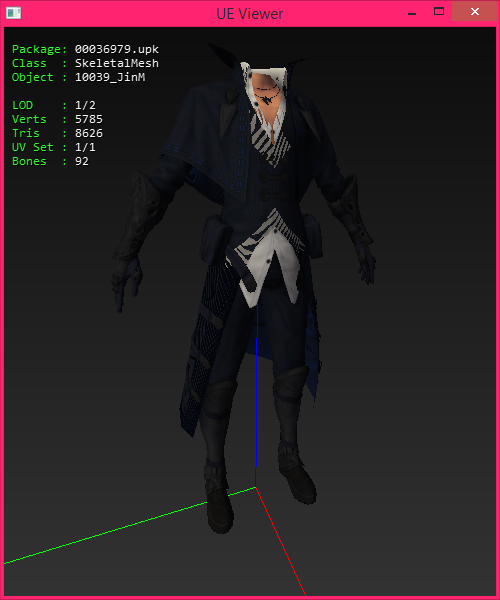 UE Viewer
Package: 00036979.upk
Class : SkeletalMesh
Object : 10039_JinM
LOD : 1/2
Verts : 5785
Tris : 8626
UV Set : 1/1
Bones : 92